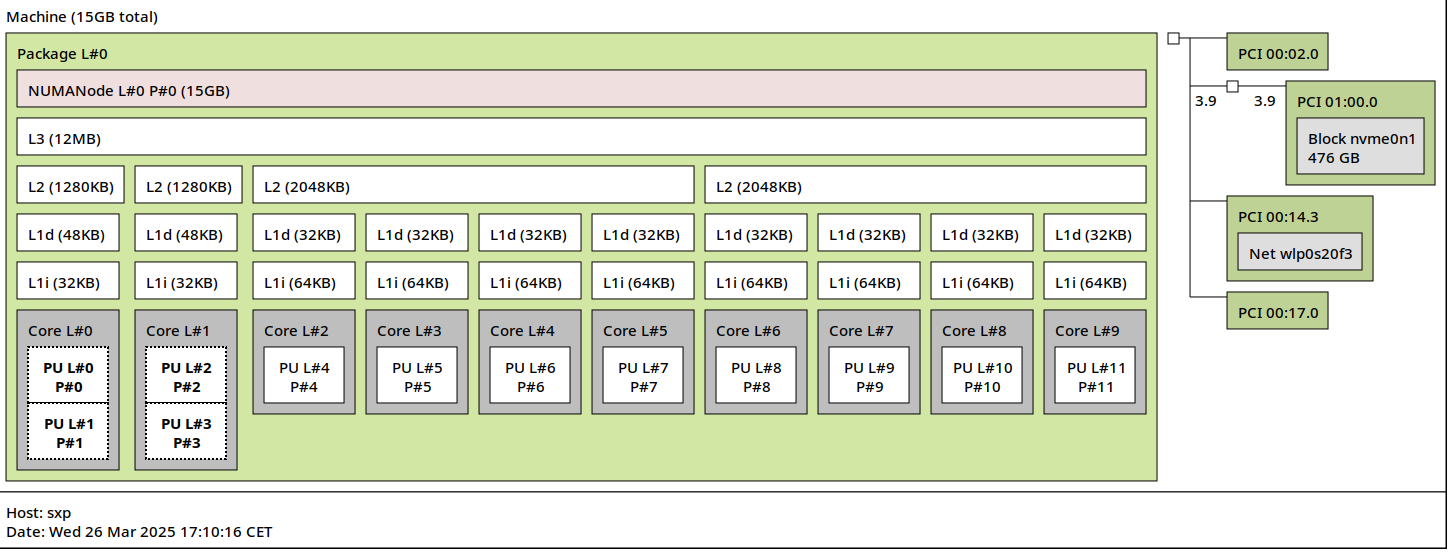 Machine (15GB total)
Package L#0
NUMANode L#0 P#0 (15GB)
L3 (12MB)
L2 (1280KB) L2 (1280KB) L2 (2048KB) L2 (2048KB)
L1d (48KB) L1d (48KB) L1d (32KB) L1d (32KB) L1d (32KB) L1d (32KB) L1d (32KB) L1d (32KB) L1d (32KB) L1d (32KB)
L1i (32KB) L1i (32KB) L1i (64KB) L1i (64KB) L1i (64KB) L1i (64KB) L1i (64KB) L1i (64KB) L1i (64KB) L1i (64KB)
Core L#0 Core L#1 Core L#2 Core L#3 Core L#4 Core L#5 Core L#6 Core L#7 Core L#8 Core L#9
PU L#0 PU L#2 PU L#4 PU L#5 PU L#6 PU L#7 PU L#8 PU L#9 PU L#10 PU L#11
P#0 P#2 P#4 P#5 P#6 P#7 P#8 P#9 P#10 P#11
PU L#1 PU L#3
P#1 P#3
PCI 00:02.0
3.9 3.9 PCI 01:00.0
Block nvme0n1
476 GB
PCI 00:14.3
Net wlp0s20f3
PCI 00:17.0
Host: sxp
Date: Wed 26 Mar 2025 17:10:16 CET